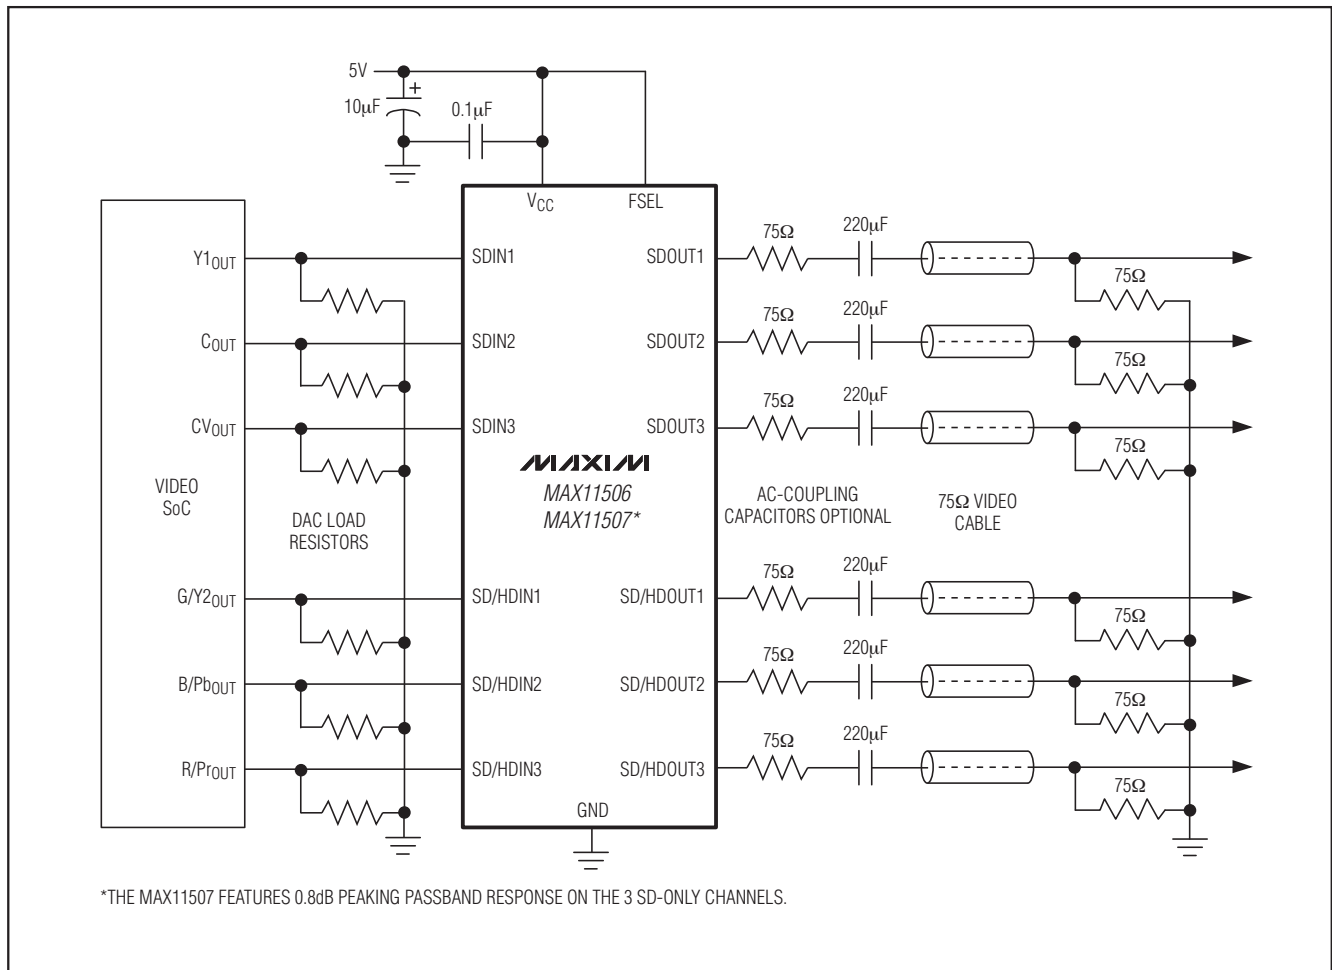 5V
+
10µF
0.1µF
VCC
FSEL
Y1OUT
SDIN1
SDOUT1
75Ω
220µF
75Ω
COUT
SDIN2
SDOUT2
75Ω
220µF
75Ω
CVOUT
SDIN3
SDOUT3
75Ω
220µF
75Ω
VIDEO
SoC
DAC LOAD
RESISTORS
MAXIM
MAX11506
MAX11507*
AC-COUPLING
CAPACITORS OPTIONAL
75Ω VIDEO
CABLE
G/Y2OUT
SD/HDIN1
SD/HDOUT1
75Ω
220µF
75Ω
B/PbOUT
SD/HDIN2
SD/HDOUT2
75Ω
220µF
75Ω
R/PrOUT
SD/HDIN3
SD/HDOUT3
75Ω
220µF
75Ω
GND
*THE MAX11507 FEATURES 0.8dB PEAKING PASSBAND RESPONSE ON THE 3 SD-ONLY CHANNELS.